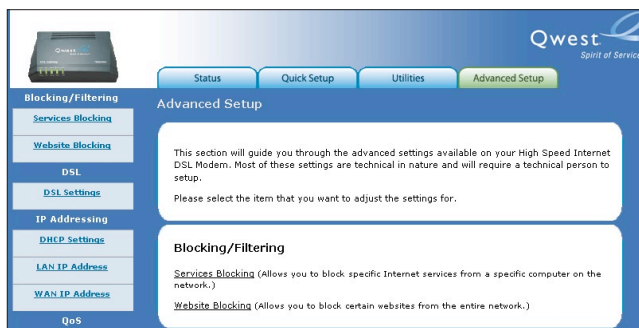 Qwest
Spirit of Service
Status
Quick Setup
Utilities
Advanced Setup
Blocking/Filtering
Services Blocking
Website Blocking
DSL
DSL Settings
IP Addressing
DHCP Settings
LAN IP Address
WAN IP Address
QoS
Advanced Setup
This section will guide you through the advanced settings available on your High Speed Internet
DSL Modem. Most of these settings are technical in nature and will require a technical person to
setup.
Please select the item that you want to adjust the settings for.
Blocking/Filtering
Services Blocking (Allows you to block specific Internet services from a specific computer on the
network.)
Website Blocking (Allows you to block certain websites from the entire network.)